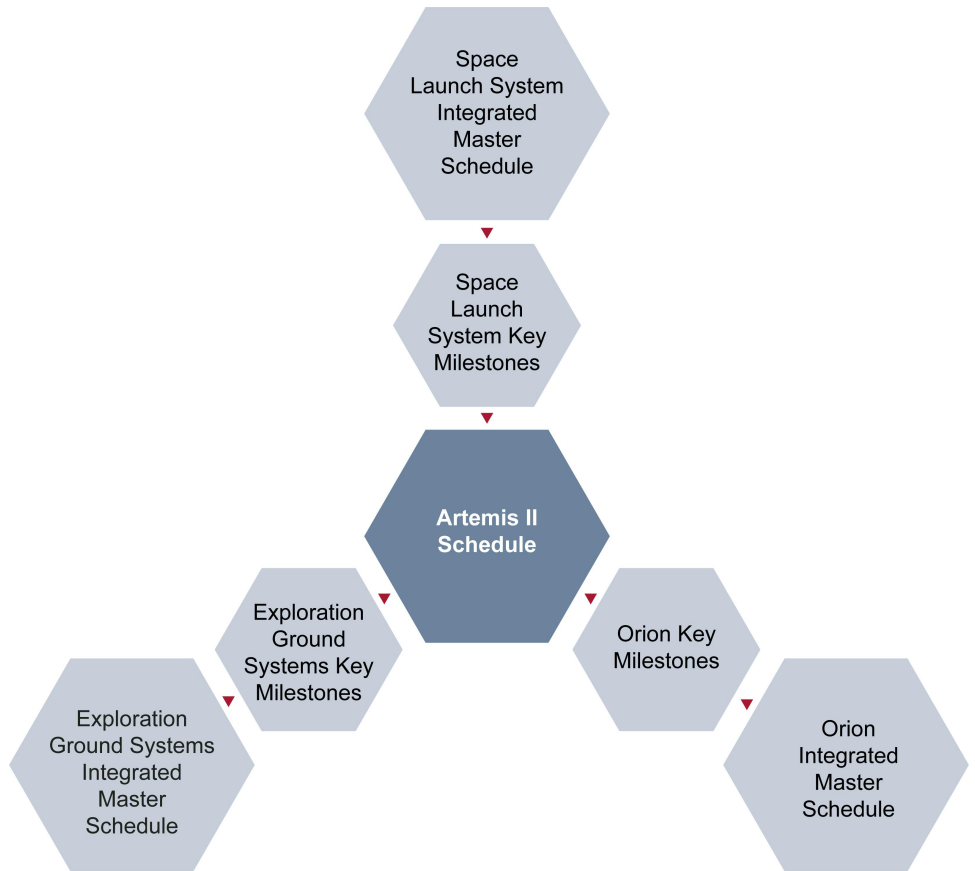 Space
Launch System
Integrated
Master
Schedule
Space
Launch
System Key
Milestones
Artemis II
Schedule
Exploration
Ground
Systems Key
Milestones
Orion Key
Milestones
Exploration
Ground Systems
Integrated
Master
Schedule
Orion
Integrated
Master
Schedule